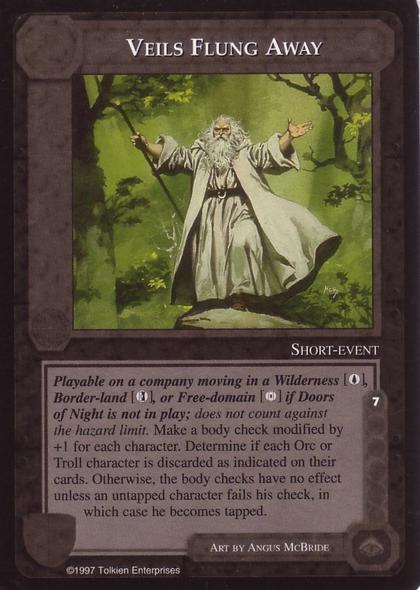 VEILS FLUNG AWAY
McBy
SHORT-EVENT
Playable on a company moving in a Wilderness [ ],
Border-land [ ], or Free-domain [ ] if Doors
of Night is not in play; does not count against
the hazard limit. Make a body check modified by
+1 for each character. Determine if each Orc or
Troll character is discarded as indicated on their
cards. Otherwise, the body checks have no effect
unless an untapped character fails his check, in
which case he becomes tapped.
7
ART BY ANGUS MCBRIDE
©1997 Tolkien Enterprises